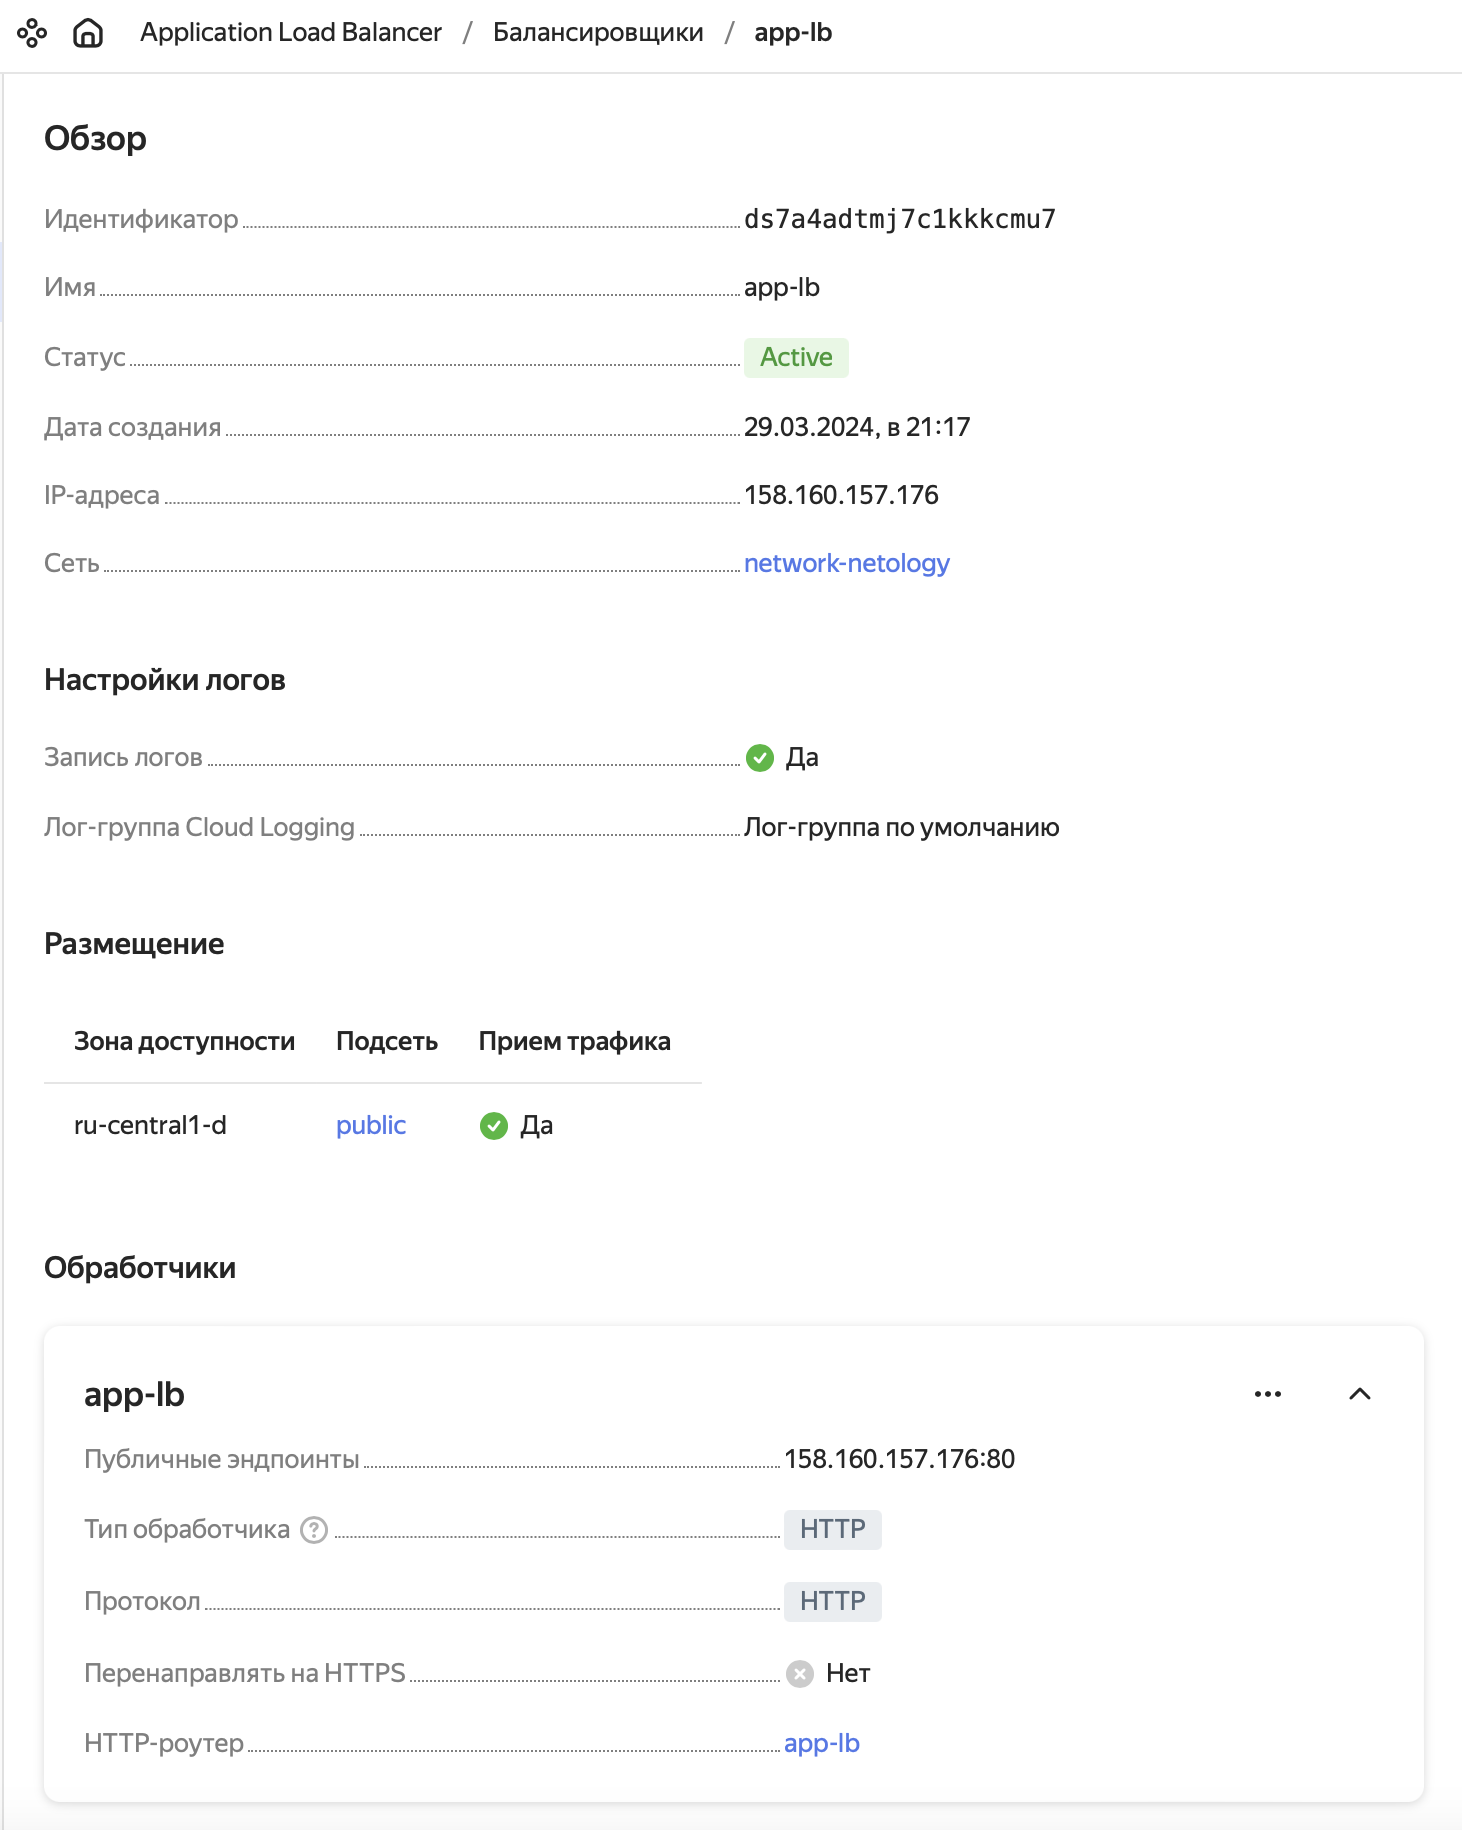 Application Load Balancer / Балансировщики / app-lb
Обзор
Идентификатор ds7a4adtmj7c1kkkcmu7
Имя app-lb
Статус Active
Дата создания 29.03.2024, в 21:17
IP-адреса 158.160.157.176
Сеть network-netology
Настройки логов
Запись логов Да
Лог-группа Cloud Logging Лог-группа по умолчанию
Размещение
Зона доступности Подсеть Прием трафика
ru-central1-d public Да
Обработчики
app-lb
Публичные эндпоинты 158.160.157.176:80
Тип обработчика ? HTTP
Протокол HTTP
Перенаправлять на HTTPS Нет
HTTP-роутер app-lb